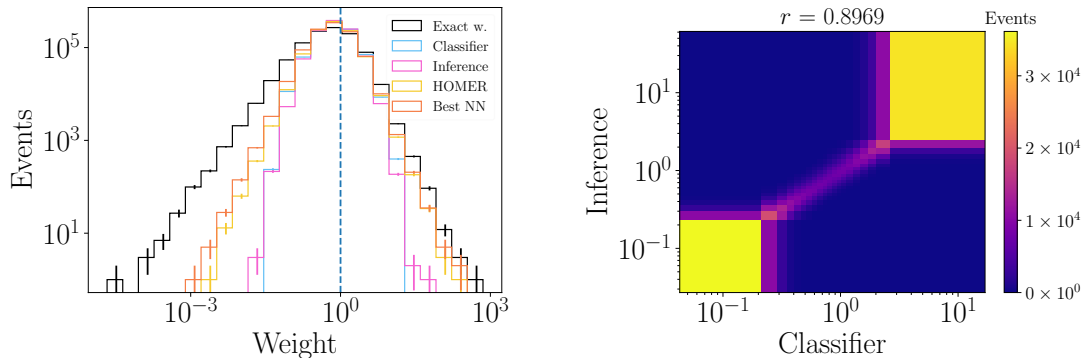 Events
10^5
10^3
10^1
10^−3
10^0
10^3
Weight
Exact w.
Classifier
Inference
HOMER
Best NN
r = 0.8969
Events
Inference
10^1
10^0
10^−1
10^−1
10^0
10^1
Classifier
3 × 10^4
2 × 10^4
1 × 10^4
0 × 10^0